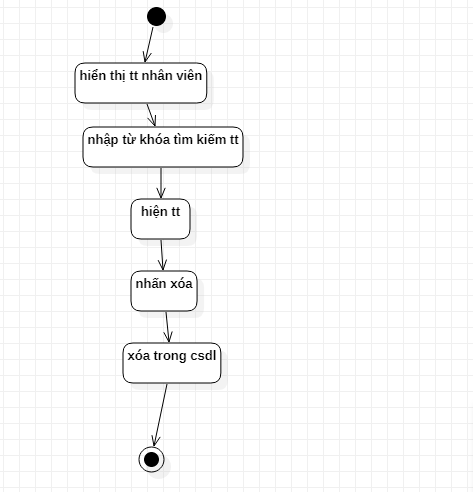 hiển thị tt nhân viên
nhập từ khóa tìm kiếm tt
hiện tt
nhấn xóa
xóa trong csdl